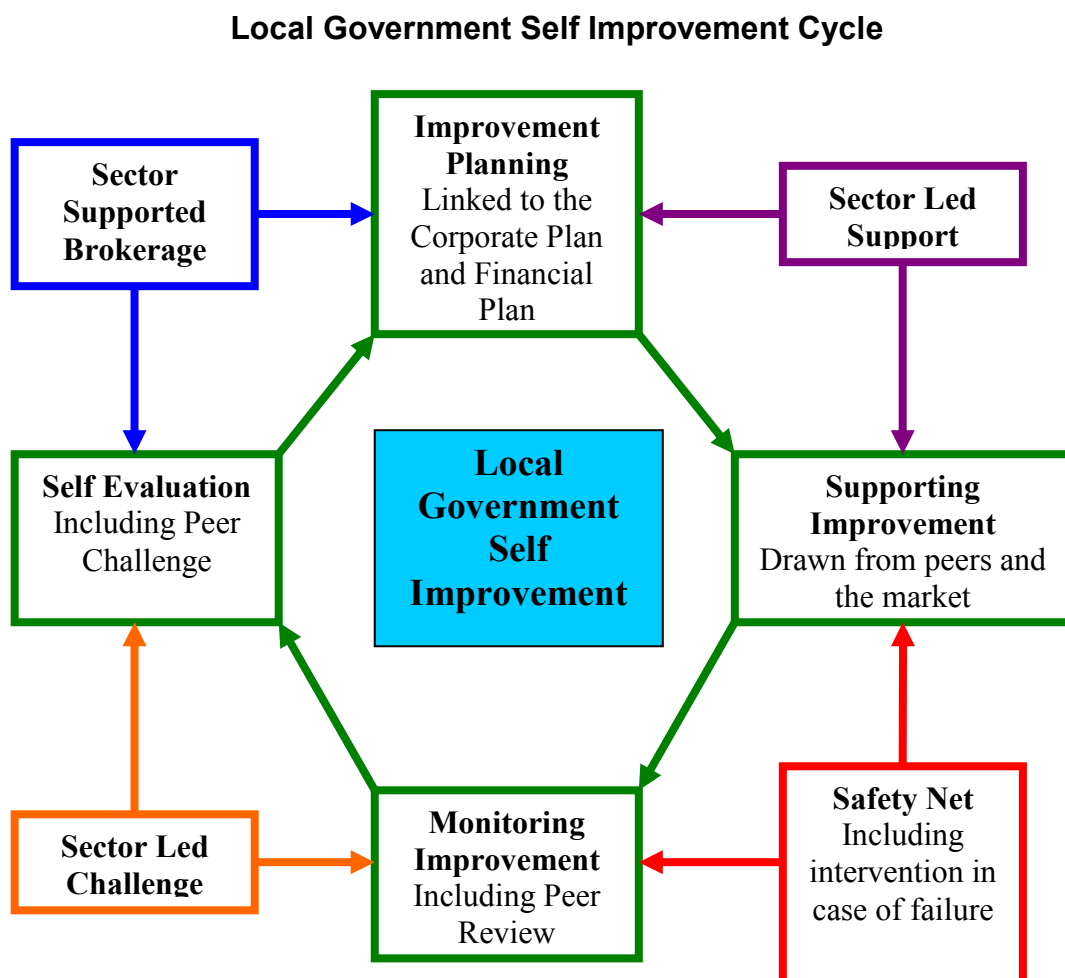 Local Government Self Improvement Cycle
Improvement
Planning
Linked to the
Corporate Plan
and Financial
Plan
Sector
Supported
Brokerage
Sector Led
Support
Self Evaluation
Including Peer
Challenge
Local
Government
Self
Improvement
Supporting
Improvement
Drawn from peers and
the market
Sector Led
Challenge
Monitoring
Improvement
Including Peer
Review
Safety Net
Including
intervention in
case of failure